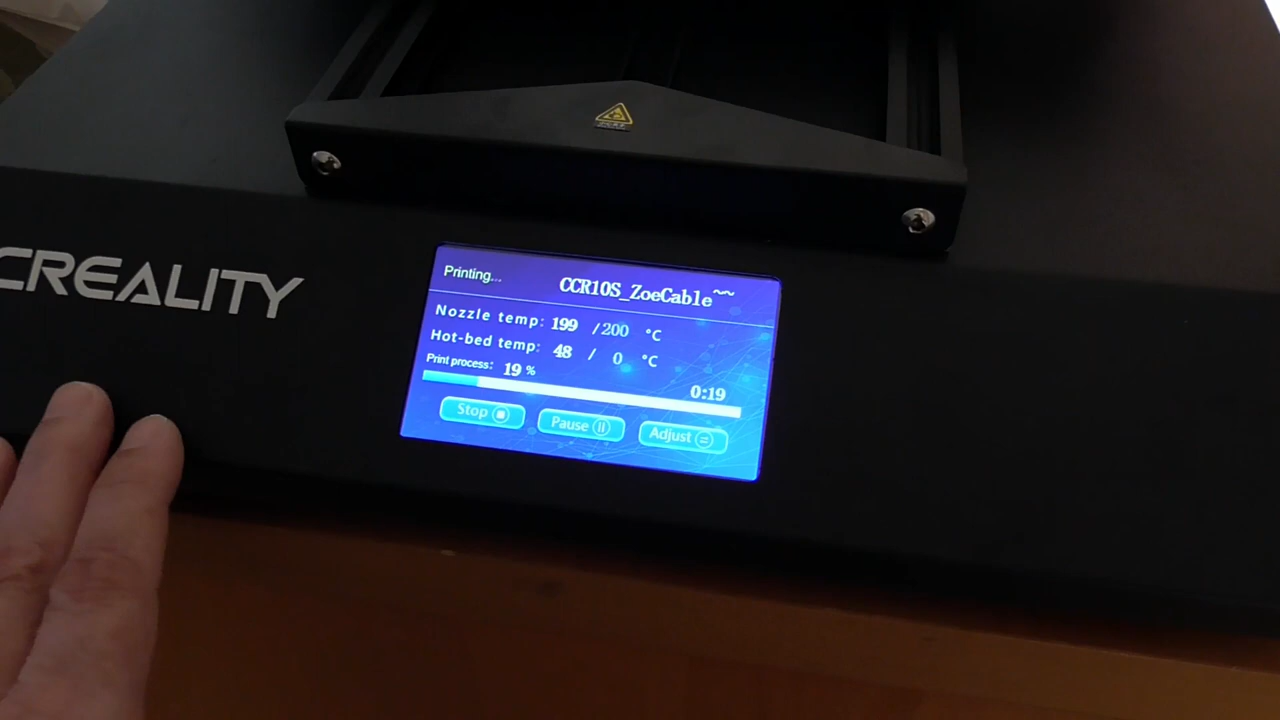 CREALITY
Printing...
CCR10S_ZoeCable~~
Nozzle temp: 199 /200 °C
Hot-bed temp: 48 / 0 °C
Print process: 19 %
0:19
Stop
Pause
Adjust